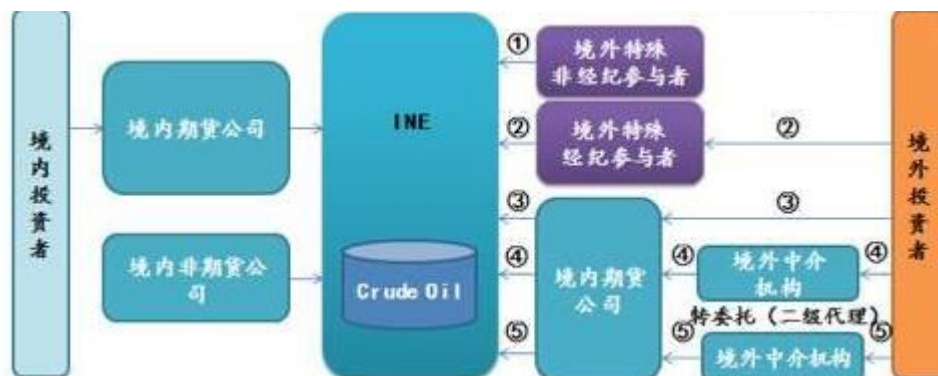 境内投资者
境内期货公司
境内非期货公
司
INE
Crude Oil
①
境外特殊
非经纪参与者
②
境外特殊
经纪参与者
②
③
③
④
境内期货
公司
④
境外中介
机构
④
转委托（二级代理）
⑤
⑤
境外中介机构
⑤
境外投资者